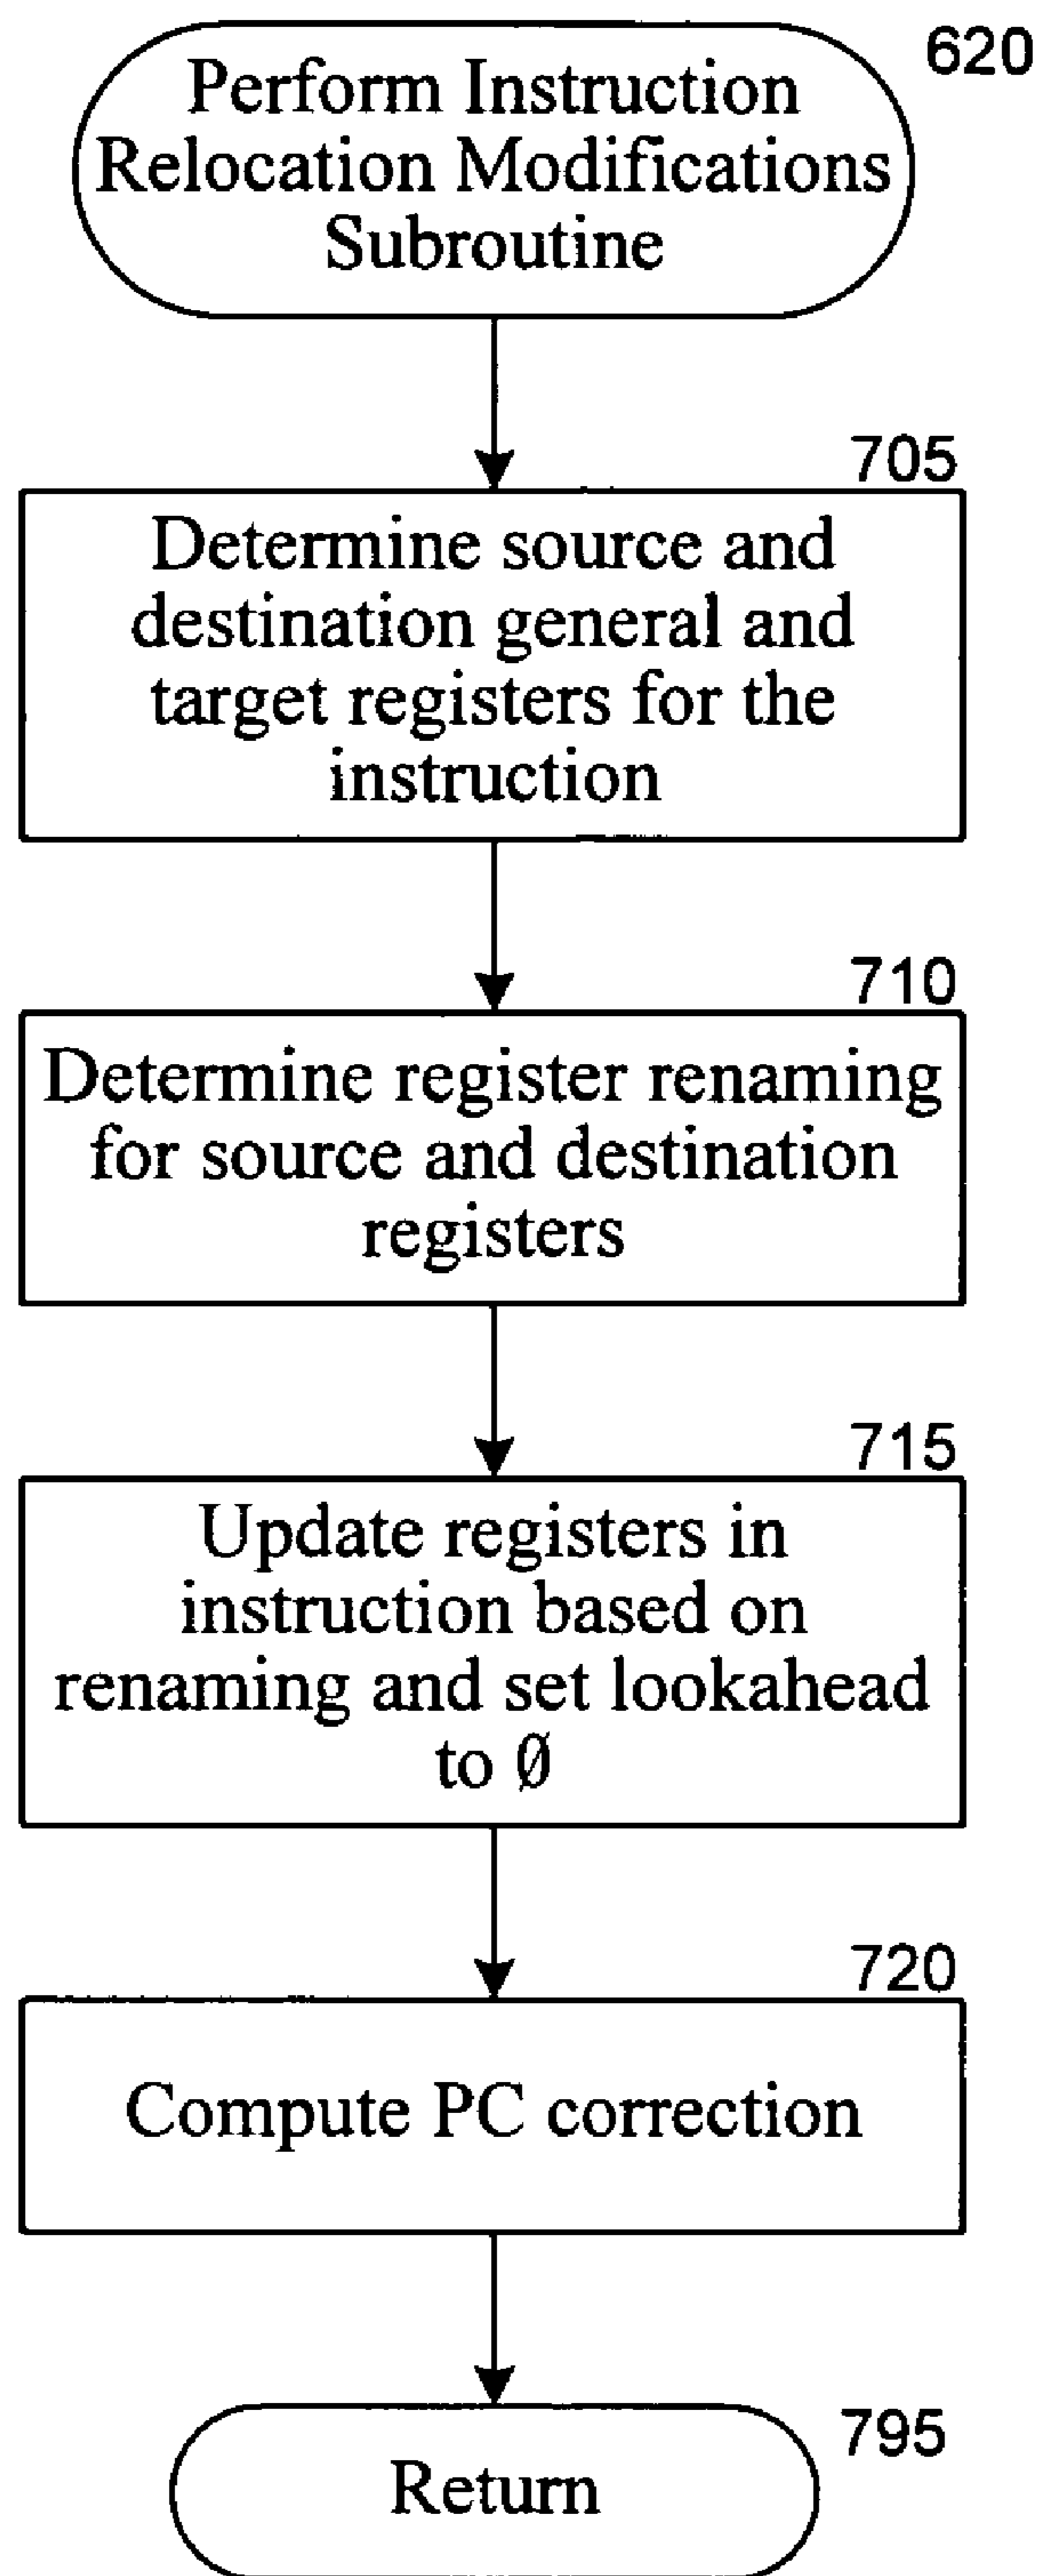 620
Perform Instruction
Relocation Modifications
Subroutine
705
Determine source and
destination general and
target registers for the
instruction
710
Determine register renaming
for source and destination
registers
715
Update registers in
instruction based on
renaming and set lookahead
to Ø
720
Compute PC correction
795
Return